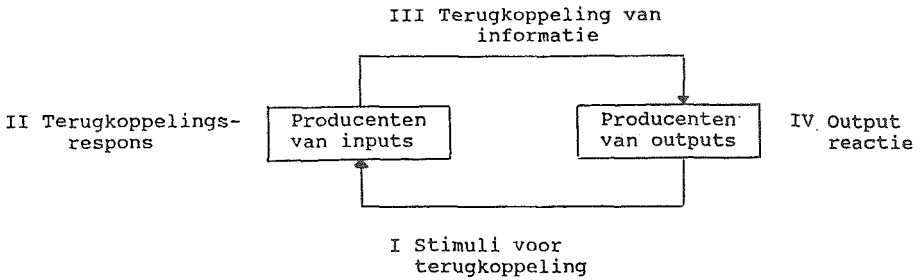 III Terugkoppeling van
informatie
II Terugkoppelings-
respons
Producenten
van inputs
Producenten
van outputs
IV. Output
reactie
I Stimuli voor
terugkoppeling